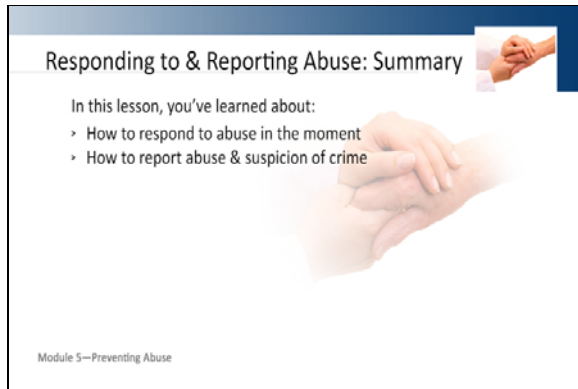 Responding to & Reporting Abuse: Summary
In this lesson, you’ve learned about:
› How to respond to abuse in the moment
› How to report abuse & suspicion of crime
Module 5—Preventing Abuse